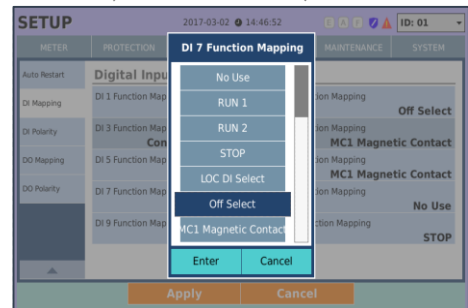 SETUP
2017-03-02 14:46:52
E A F
ID: 01
METER
PROTECTION
MAINTENANCE
SYSTEM
DI 7 Function Mapping
No Use
RUN 1
RUN 2
STOP
LOC DI Select
Off Select
MC1 Magnetic Contact
Enter
Cancel
Auto Restart
DI Mapping
DI Polarity
DO Mapping
DO Polarity
Digital Inpu
DI 1 Function Map
tion Mapping
Off Select
DI 3 Function Map
Con
tion Mapping
MC1 Magnetic Contact
DI 5 Function Map
tion Mapping
MC1 Magnetic Contact
DI 7 Function Map
tion Mapping
No Use
DI 9 Function Map
ction Mapping
STOP
Apply
Cancel